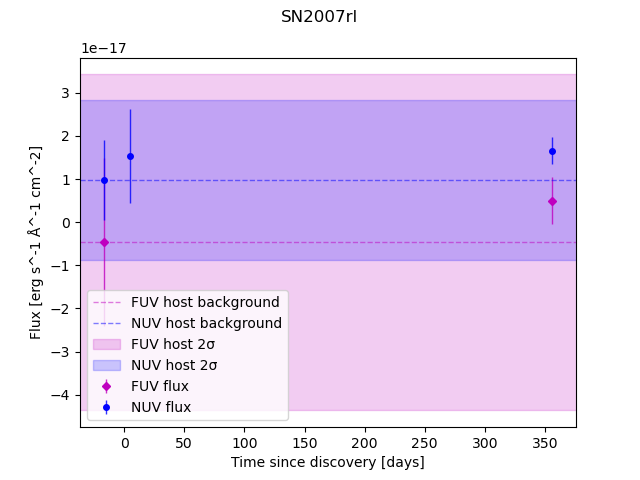 SN2007rl
1e−17
3
2
1
0
−1
−2
−3
−4
Flux [erg s^-1 Å^-1 cm^-2]
FUV host background
NUV host background
FUV host 2σ
NUV host 2σ
FUV flux
NUV flux
0 50 100 150 200 250 300 350
Time since discovery [days]